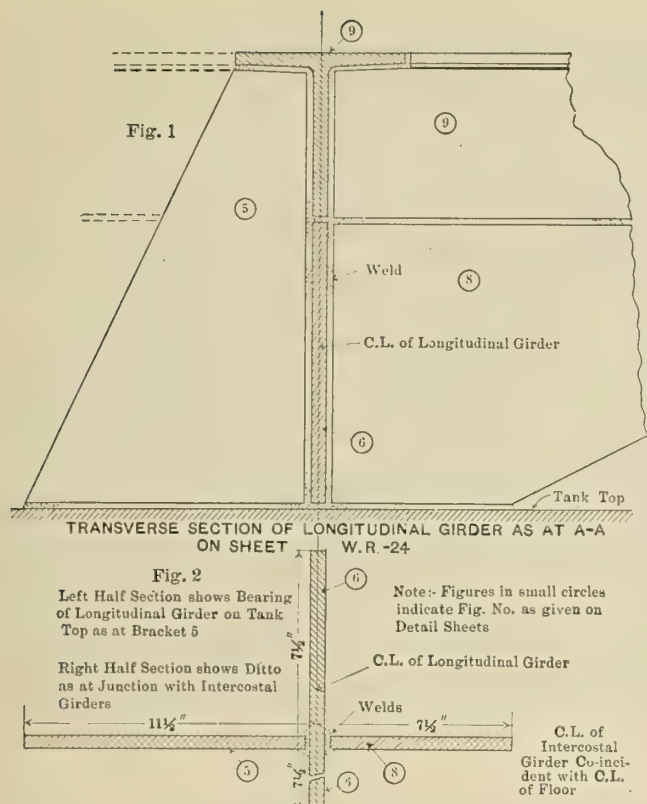 9
Fig. 1
9
5
8
Weld
C.L. of Longitudinal Girder
6
Tank Top
TRANSVERSE SECTION OF LONGITUDINAL GIRDER AS AT A-A
ON SHEET W.R.-24
Fig. 2
Left Half Section shows Bearing
of Longitudinal Girder on Tank
Top as at Bracket 5
Right Half Section shows Ditto
as at Junction with Intercostal
Girders
6
Note:- Figures in small circles
indicate Fig. No. as given on
Detail Sheets
7½"
C.L. of Longitudinal Girder
11½"
Welds
7½"
5
8
7½"
6
C.L. of
Intercostal
Girder Co-inci-
dent with C.L.
of Floor